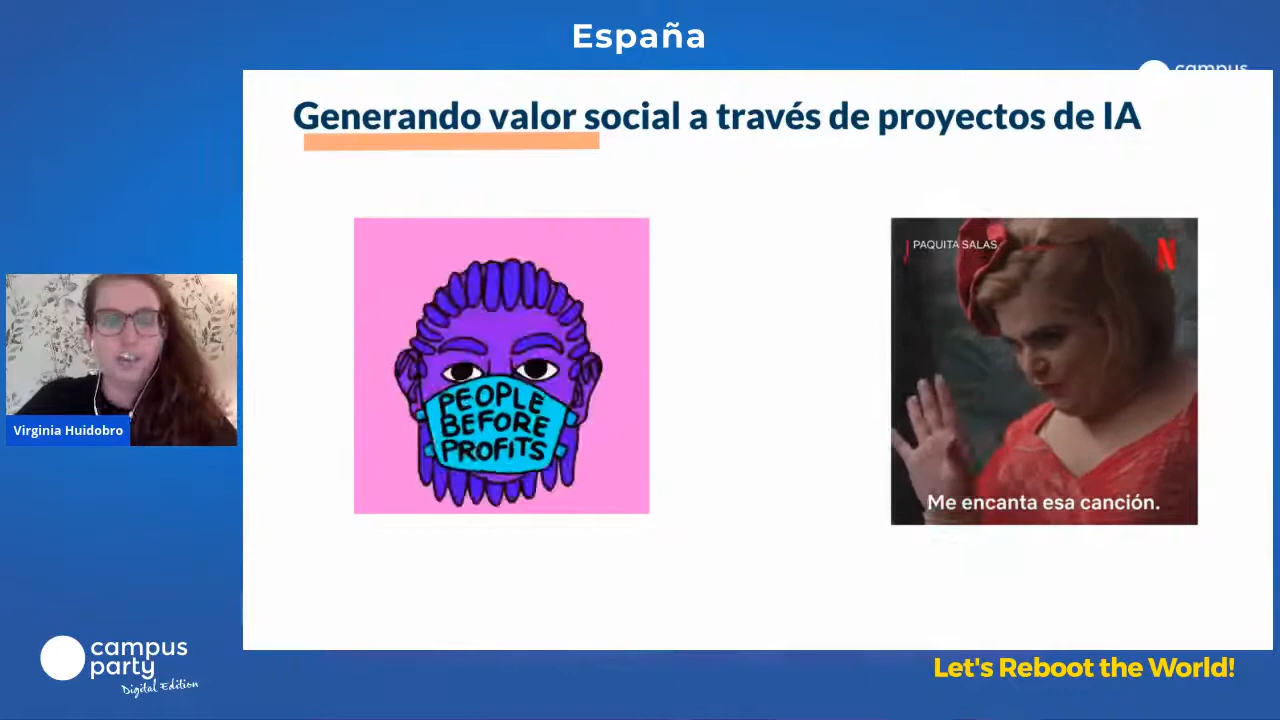 España
campus
Generando valor social a través de proyectos de IA
PAQUITA SALAS
N
PEOPLE
BEFORE
PROFITS
Me encanta esa canción.
Virginia Huidobro
campus
party
Digital Edition
Let's Reboot the World!